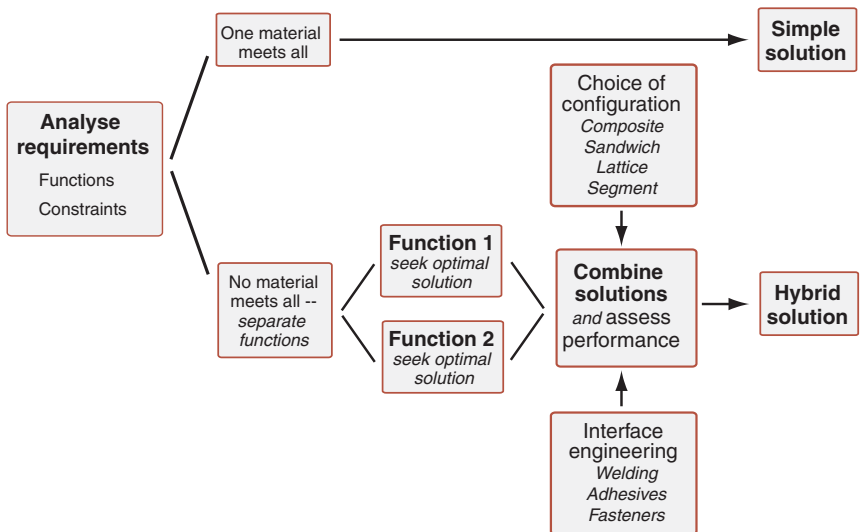 Analyse
requirements
Functions
Constraints
One material
meets all
Simple
solution
No material
meets all --
separate
functions
Function 1
seek optimal
solution
Function 2
seek optimal
solution
Choice of
configuration
Composite
Sandwich
Lattice
Segment
Combine
solutions
and assess
performance
Interface
engineering
Welding
Adhesives
Fasteners
Hybrid
solution